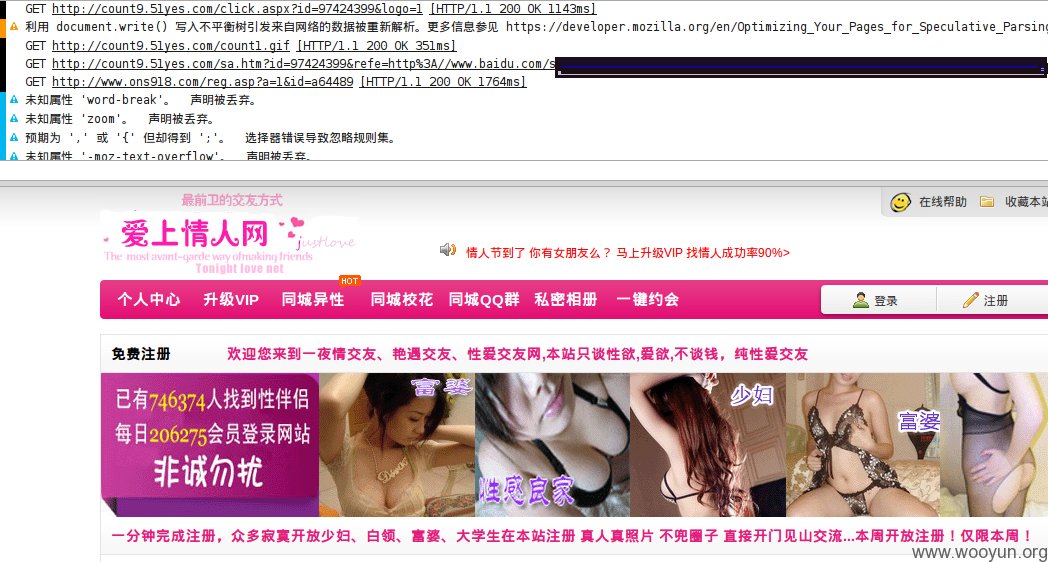 GET http://count9.51yes.com/click.aspx?id=97424399&logo=1 [HTTP/1.1 200 OK 1143ms]
利用 document.write() 写入不平衡树引发来自网络的数据被重新解析。更多信息参见 https://developer.mozilla.org/en/Optimizing_Your_Pages_for_Speculative_Parsing
GET http://count9.51yes.com/count1.gif [HTTP/1.1 200 OK 351ms]
GET http://count9.51yes.com/sa.htm?id=97424399&refe=http%3A//www.baidu.com/s
GET http://www.ons918.com/reg.asp?a=1&id=a64489 [HTTP/1.1 200 OK 1764ms]
未知属性 'word-break'。 声明被丢弃。
未知属性 'zoom'。 声明被丢弃。
预期为 ',' 或 '{' 但却得到 ';'。 选择器错误导致忽略规则集。
未知属性 '-moz-text-overflow'。 声明被丢弃。
最前卫的交友方式
爱上情人网
justlove
The most avant-garde way of making friends
Tonight love net
在线帮助 收藏本站
情人节到了 你有女朋友么？ 马上升级VIP 找情人成功率90%>
HOT
个人中心 升级VIP 同城异性 同城校花 同城QQ群 私密相册 一键约会 登录 注册
免费注册 欢迎您来到一夜情交友、艳遇交友、性爱交友网,本站只谈性欲,爱欲,不谈钱，纯性爱交友
已有746374人找到性伴侣
每日206275会员登录网站
非诚勿扰
富婆
性感良家
少妇
富婆
一分钟完成注册，众多寂寞开放少妇、白领、富婆、大学生在本站注册 真人真照片 不兜圈子 直接开门见山交流...本周开放注册！仅限本周！
www.wooyun.org